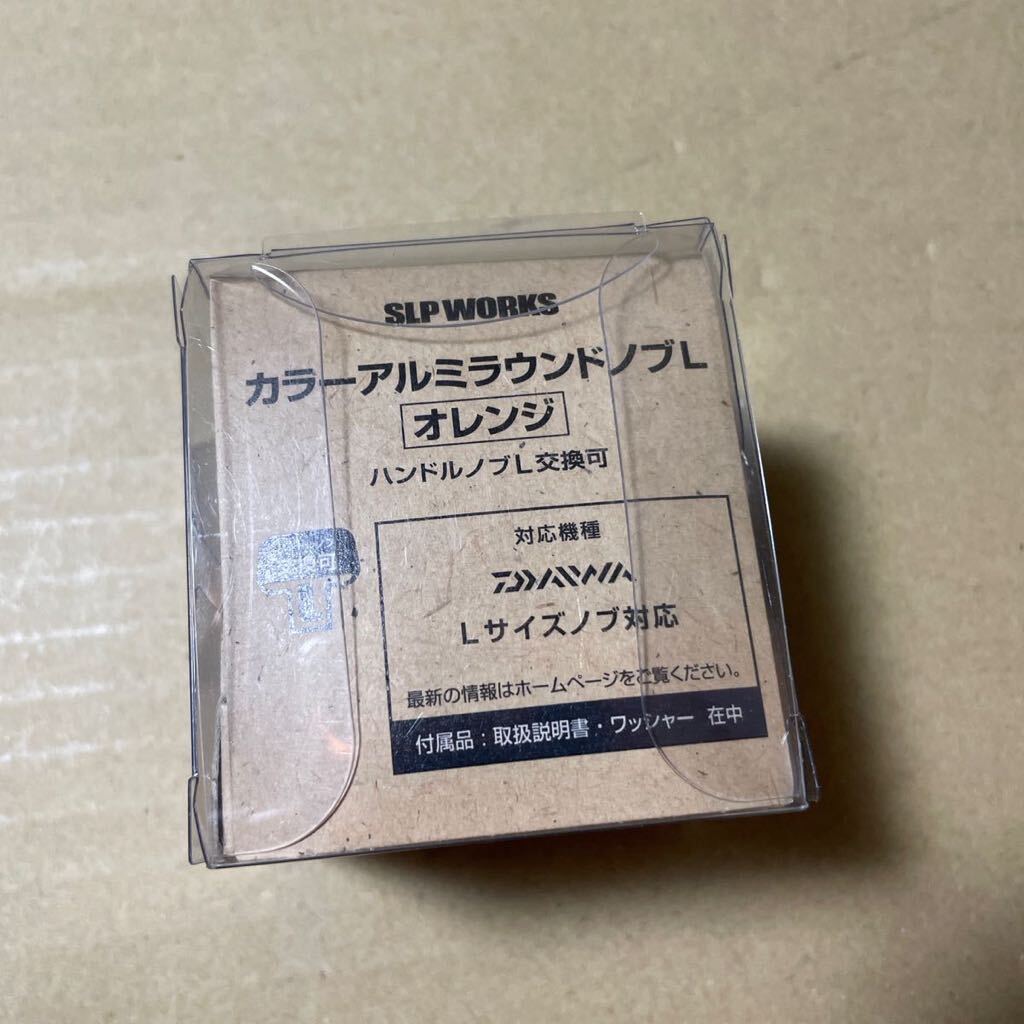 SLP WORKS
カラーアルミラウンドノブL
オレンジ
ハンドルノブL交換可
交換可
L
対応機種
DAIWA
Lサイズノブ対応
最新の情報はホームページをご覧ください。
付属品：取扱説明書・ワッシャー 在中